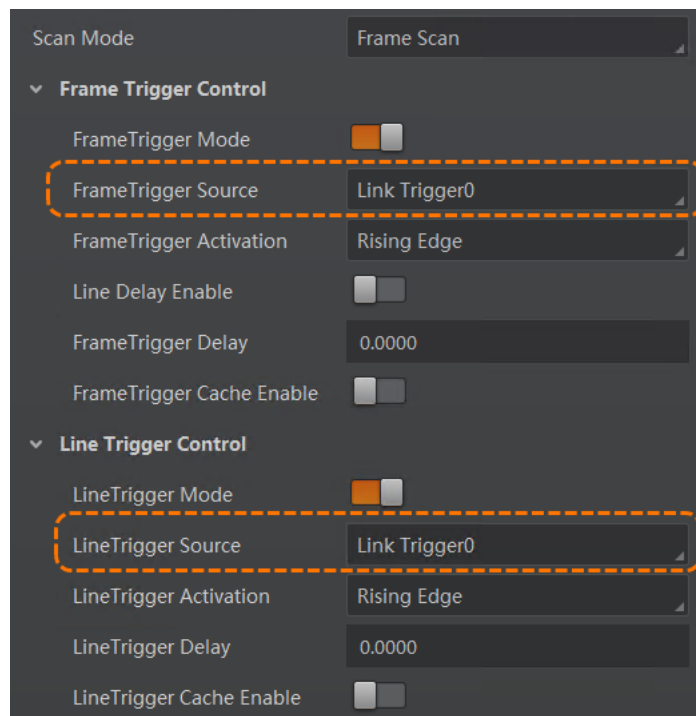 Scan Mode Frame Scan
Frame Trigger Control
FrameTrigger Mode
FrameTrigger Source Link Trigger0
FrameTrigger Activation Rising Edge
Line Delay Enable
FrameTrigger Delay 0.0000
FrameTrigger Cache Enable
Line Trigger Control
LineTrigger Mode
LineTrigger Source Link Trigger0
LineTrigger Activation Rising Edge
LineTrigger Delay 0.0000
LineTrigger Cache Enable